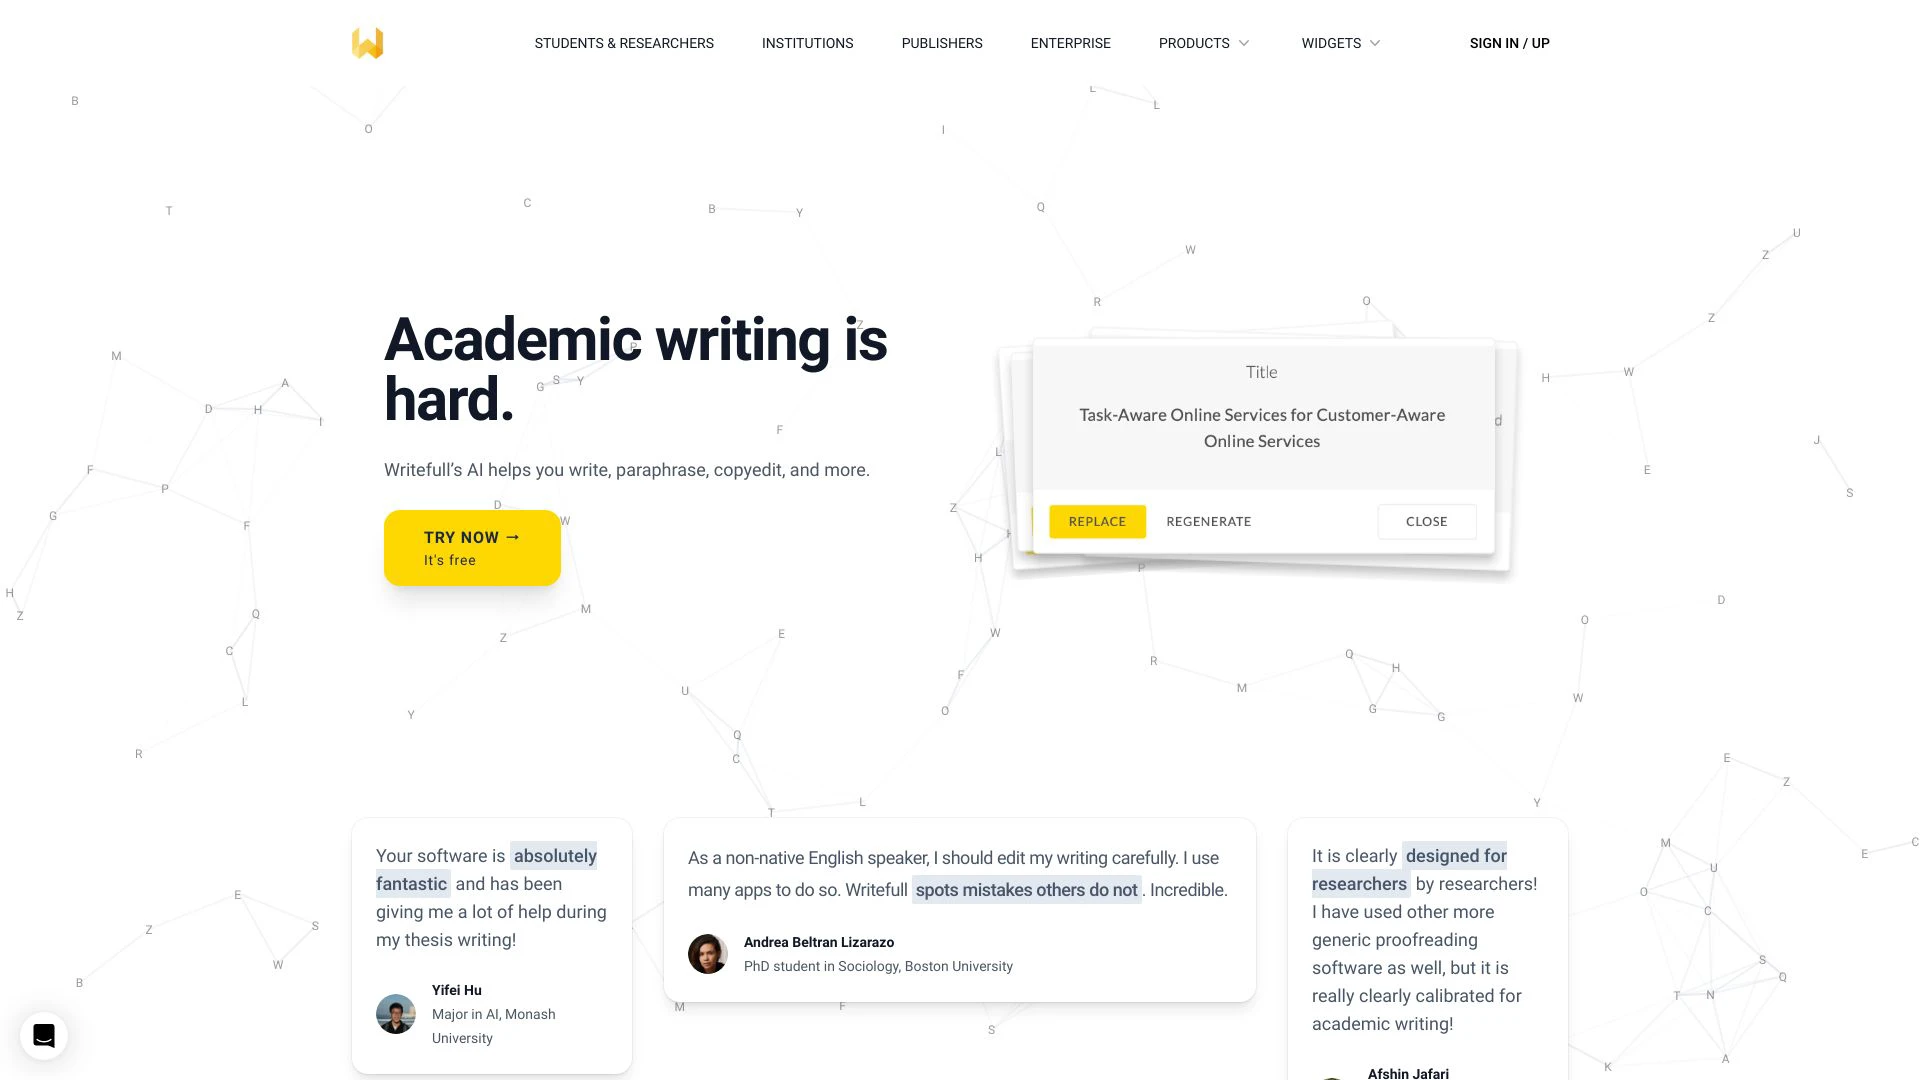 STUDENTS & RESEARCHERS INSTITUTIONS PUBLISHERS ENTERPRISE PRODUCTS WIDGETS SIGN IN / UP
Academic writing is
hard.
Writefull’s AI helps you write, paraphrase, copyedit, and more.
TRY NOW →
It's free
Title
Task-Aware Online Services for Customer-Aware
Online Services
REPLACE REGENERATE CLOSE
Your software is absolutely
fantastic and has been
giving me a lot of help during
my thesis writing!
Yifei Hu
Major in AI, Monash
University
As a non-native English speaker, I should edit my writing carefully. I use
many apps to do so. Writefull spots mistakes others do not . Incredible.
Andrea Beltran Lizarazo
PhD student in Sociology, Boston University
It is clearly designed for
researchers by researchers!
I have used other more
generic proofreading
software as well, but it is
really clearly calibrated for
academic writing!
Afshin Jafari